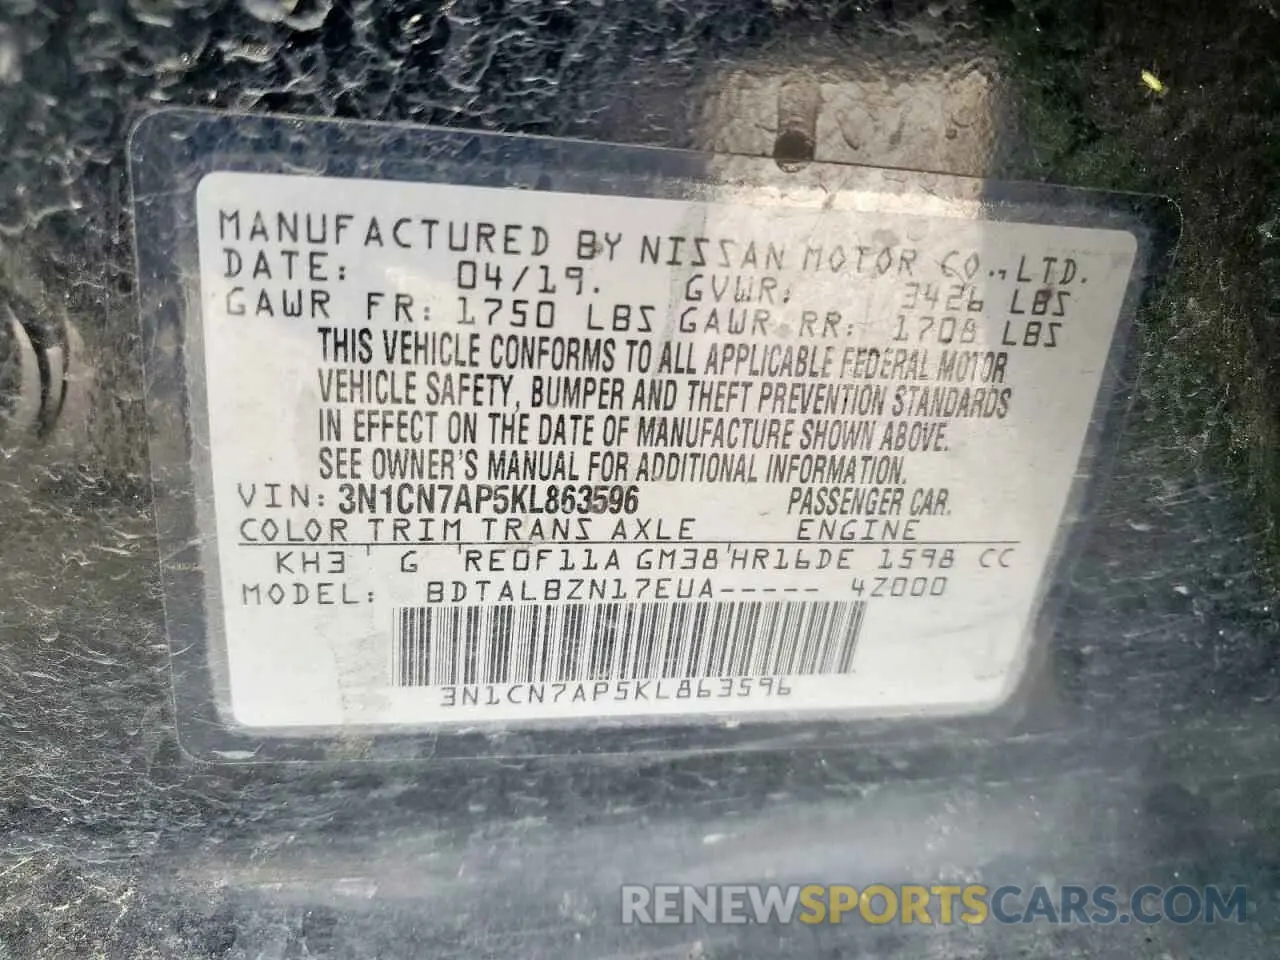 MANUFACTURED BY NISSAN MOTOR CO., LTD.
DATE: 04/19. GVWR: 3426 LBS
GAWR FR: 1750 LBS GAWR RR: 1708 LBS
THIS VEHICLE CONFORMS TO ALL APPLICABLE FEDERAL MOTOR
VEHICLE SAFETY, BUMPER AND THEFT PREVENTION STANDARDS
IN EFFECT ON THE DATE OF MANUFACTURE SHOWN ABOVE.
SEE OWNER'S MANUAL FOR ADDITIONAL INFORMATION.
VIN: 3N1CN7AP5KL863596 PASSENGER CAR.
COLOR TRIM TRANS AXLE ENGINE
KH3 G RE0F11A GM38 HR16DE 1598 CC
MODEL: BDTALBZN17EUA----- 4Z000
3N1CN7AP5KL863596
RENEWSPORTSCARS.COM